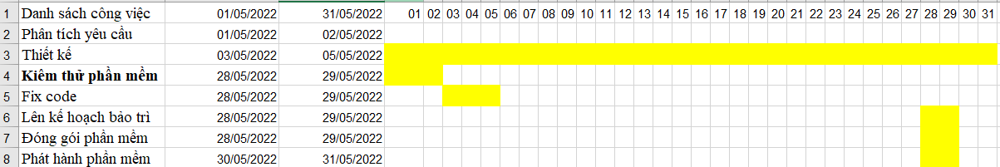 1 Danh sách công việc 01/05/2022 31/05/2022 01 02 03 04 05 06 07 08 09 10 11 12 13 14 15 16 17 18 19 20 21 22 23 24 25 26 27 28 29 30 31
2 Phân tích yêu cầu 01/05/2022 02/05/2022
3 Thiết kế 03/05/2022 05/05/2022
4 Kiêm thử phần mềm 28/05/2022 29/05/2022
5 Fix code 28/05/2022 29/05/2022
6 Lên kế hoạch bảo trì 28/05/2022 29/05/2022
7 Đóng gói phần mềm 28/05/2022 29/05/2022
8 Phát hành phần mềm 30/05/2022 31/05/2022